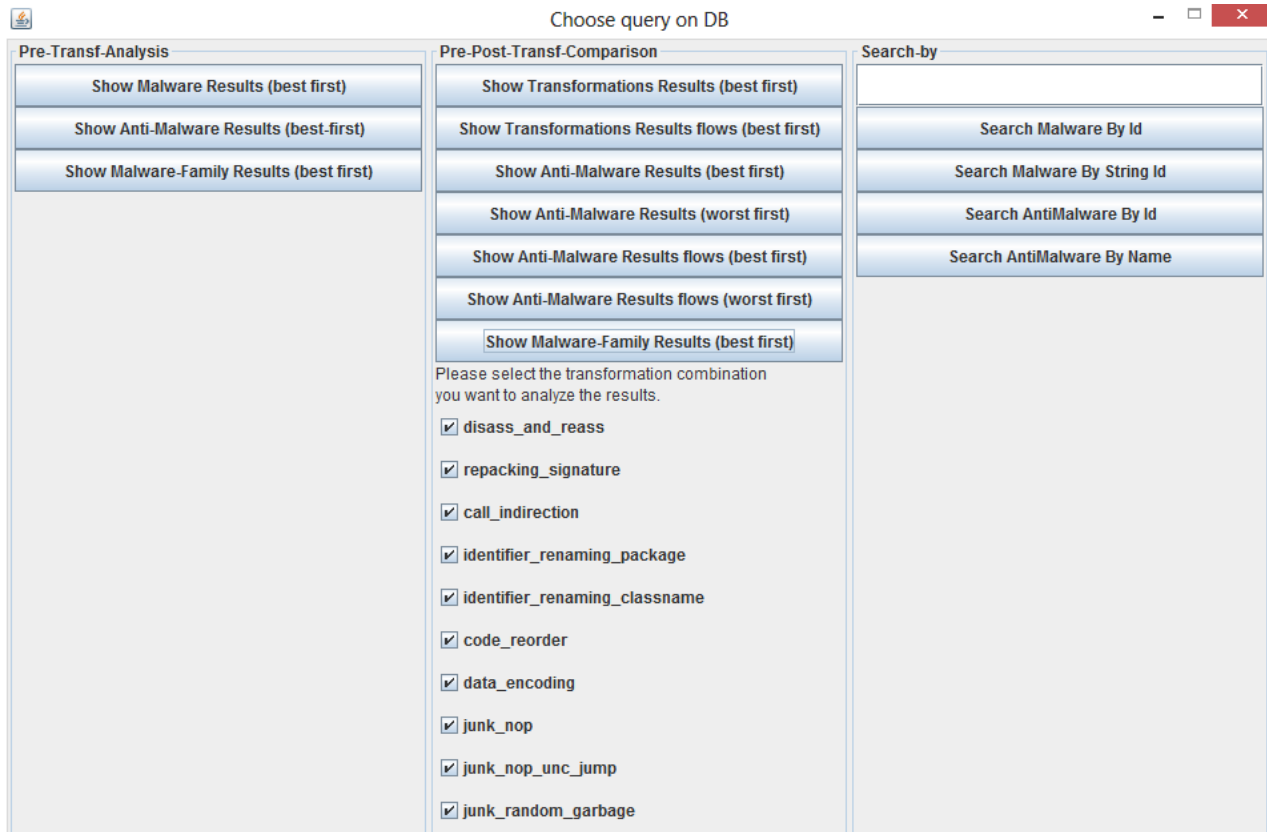 Choose query on DB
Pre-Transf-Analysis
Show Malware Results (best first)
Show Anti-Malware Results (best-first)
Show Malware-Family Results (best first)
Pre-Post-Transf-Comparison
Show Transformations Results (best first)
Show Transformations Results flows (best first)
Show Anti-Malware Results (best first)
Show Anti-Malware Results (worst first)
Show Anti-Malware Results flows (best first)
Show Anti-Malware Results flows (worst first)
Show Malware-Family Results (best first)
Please select the transformation combination
you want to analyze the results.
disass_and_reass
repacking_signature
call_indirection
identifier_renaming_package
identifier_renaming_classname
code_reorder
data_encoding
junk_nop
junk_nop_unc_jump
junk_random_garbage
Search-by
Search Malware By Id
Search Malware By String Id
Search AntiMalware By Id
Search AntiMalware By Name